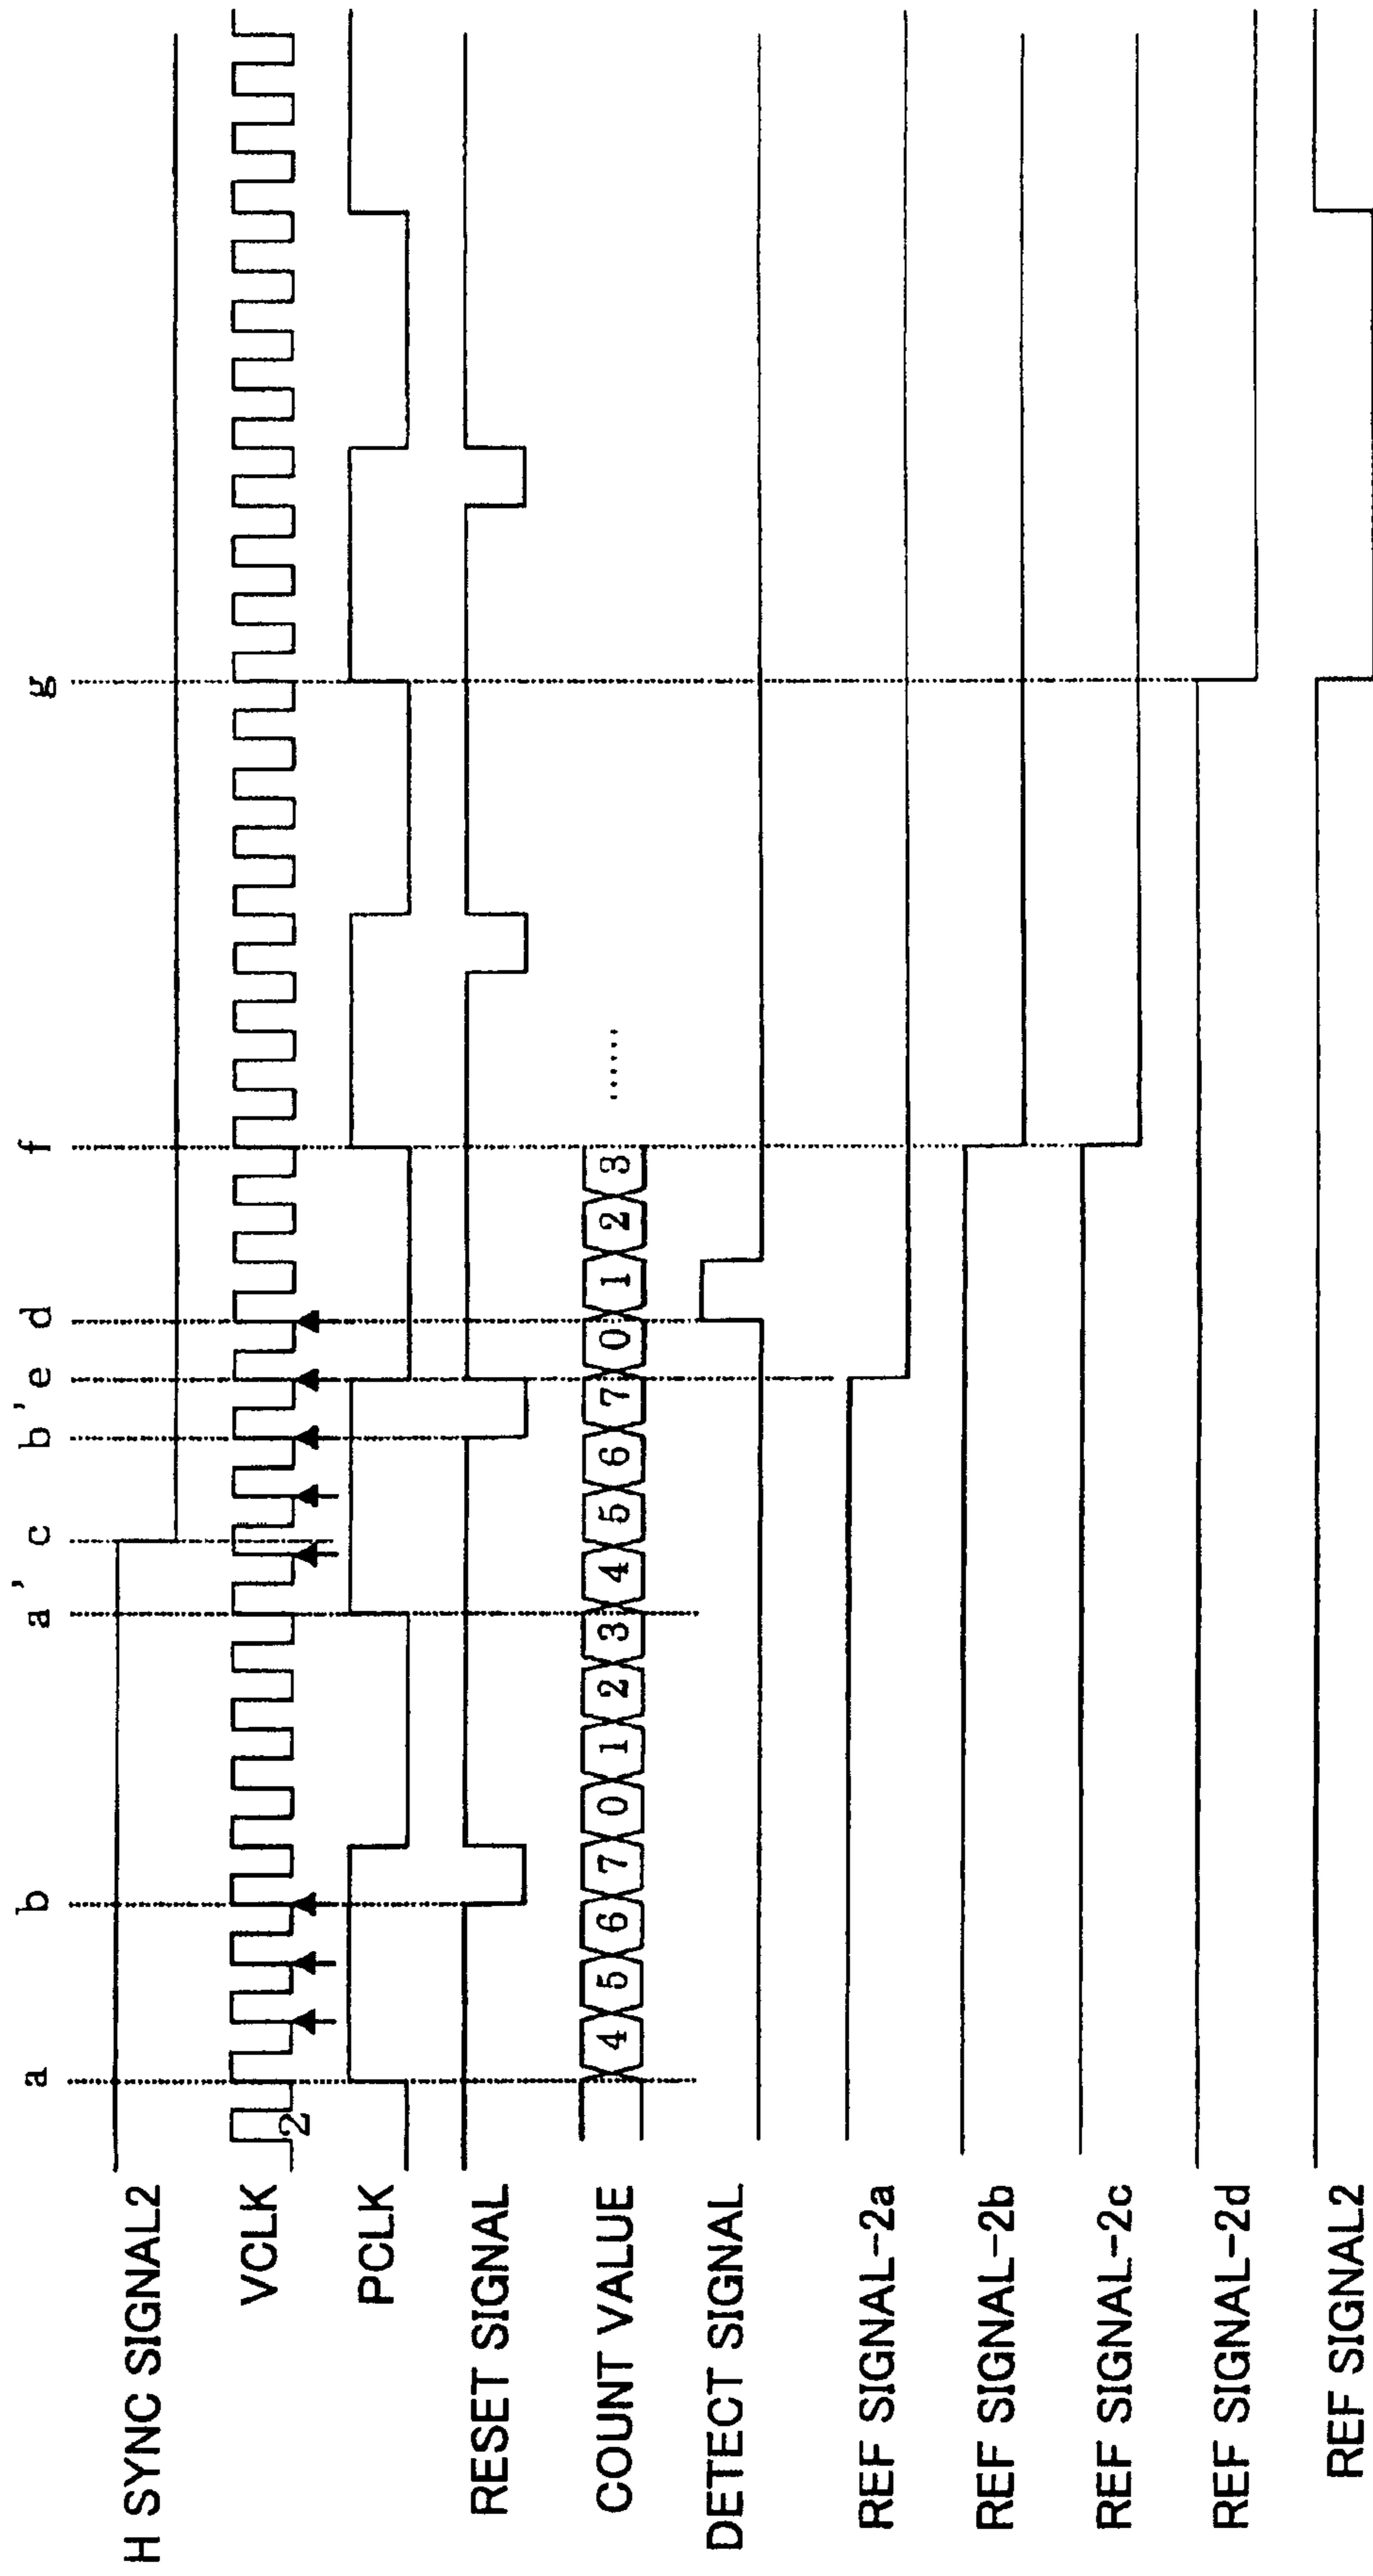 a b a' c b' e d f g
H SYNC SIGNAL2
VCLK
2
PCLK
RESET SIGNAL
COUNT VALUE 4 5 6 7 0 1 2 3 4 5 6 7 0 1 2 3 ......
DETECT SIGNAL
REF SIGNAL-2a
REF SIGNAL-2b
REF SIGNAL-2c
REF SIGNAL-2d
REF SIGNAL2